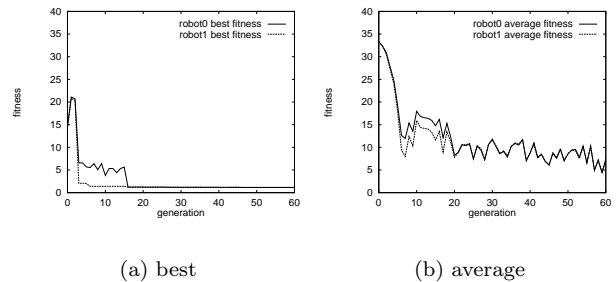 40
35
30
25
20
15
10
5
0
fitness
robot0 best fitness
robot1 best fitness
0 10 20 30 40 50 60
generation
(a) best
40
35
30
25
20
15
10
5
0
fitness
robot0 average fitness
robot1 average fitness
0 10 20 30 40 50 60
generation
(b) average